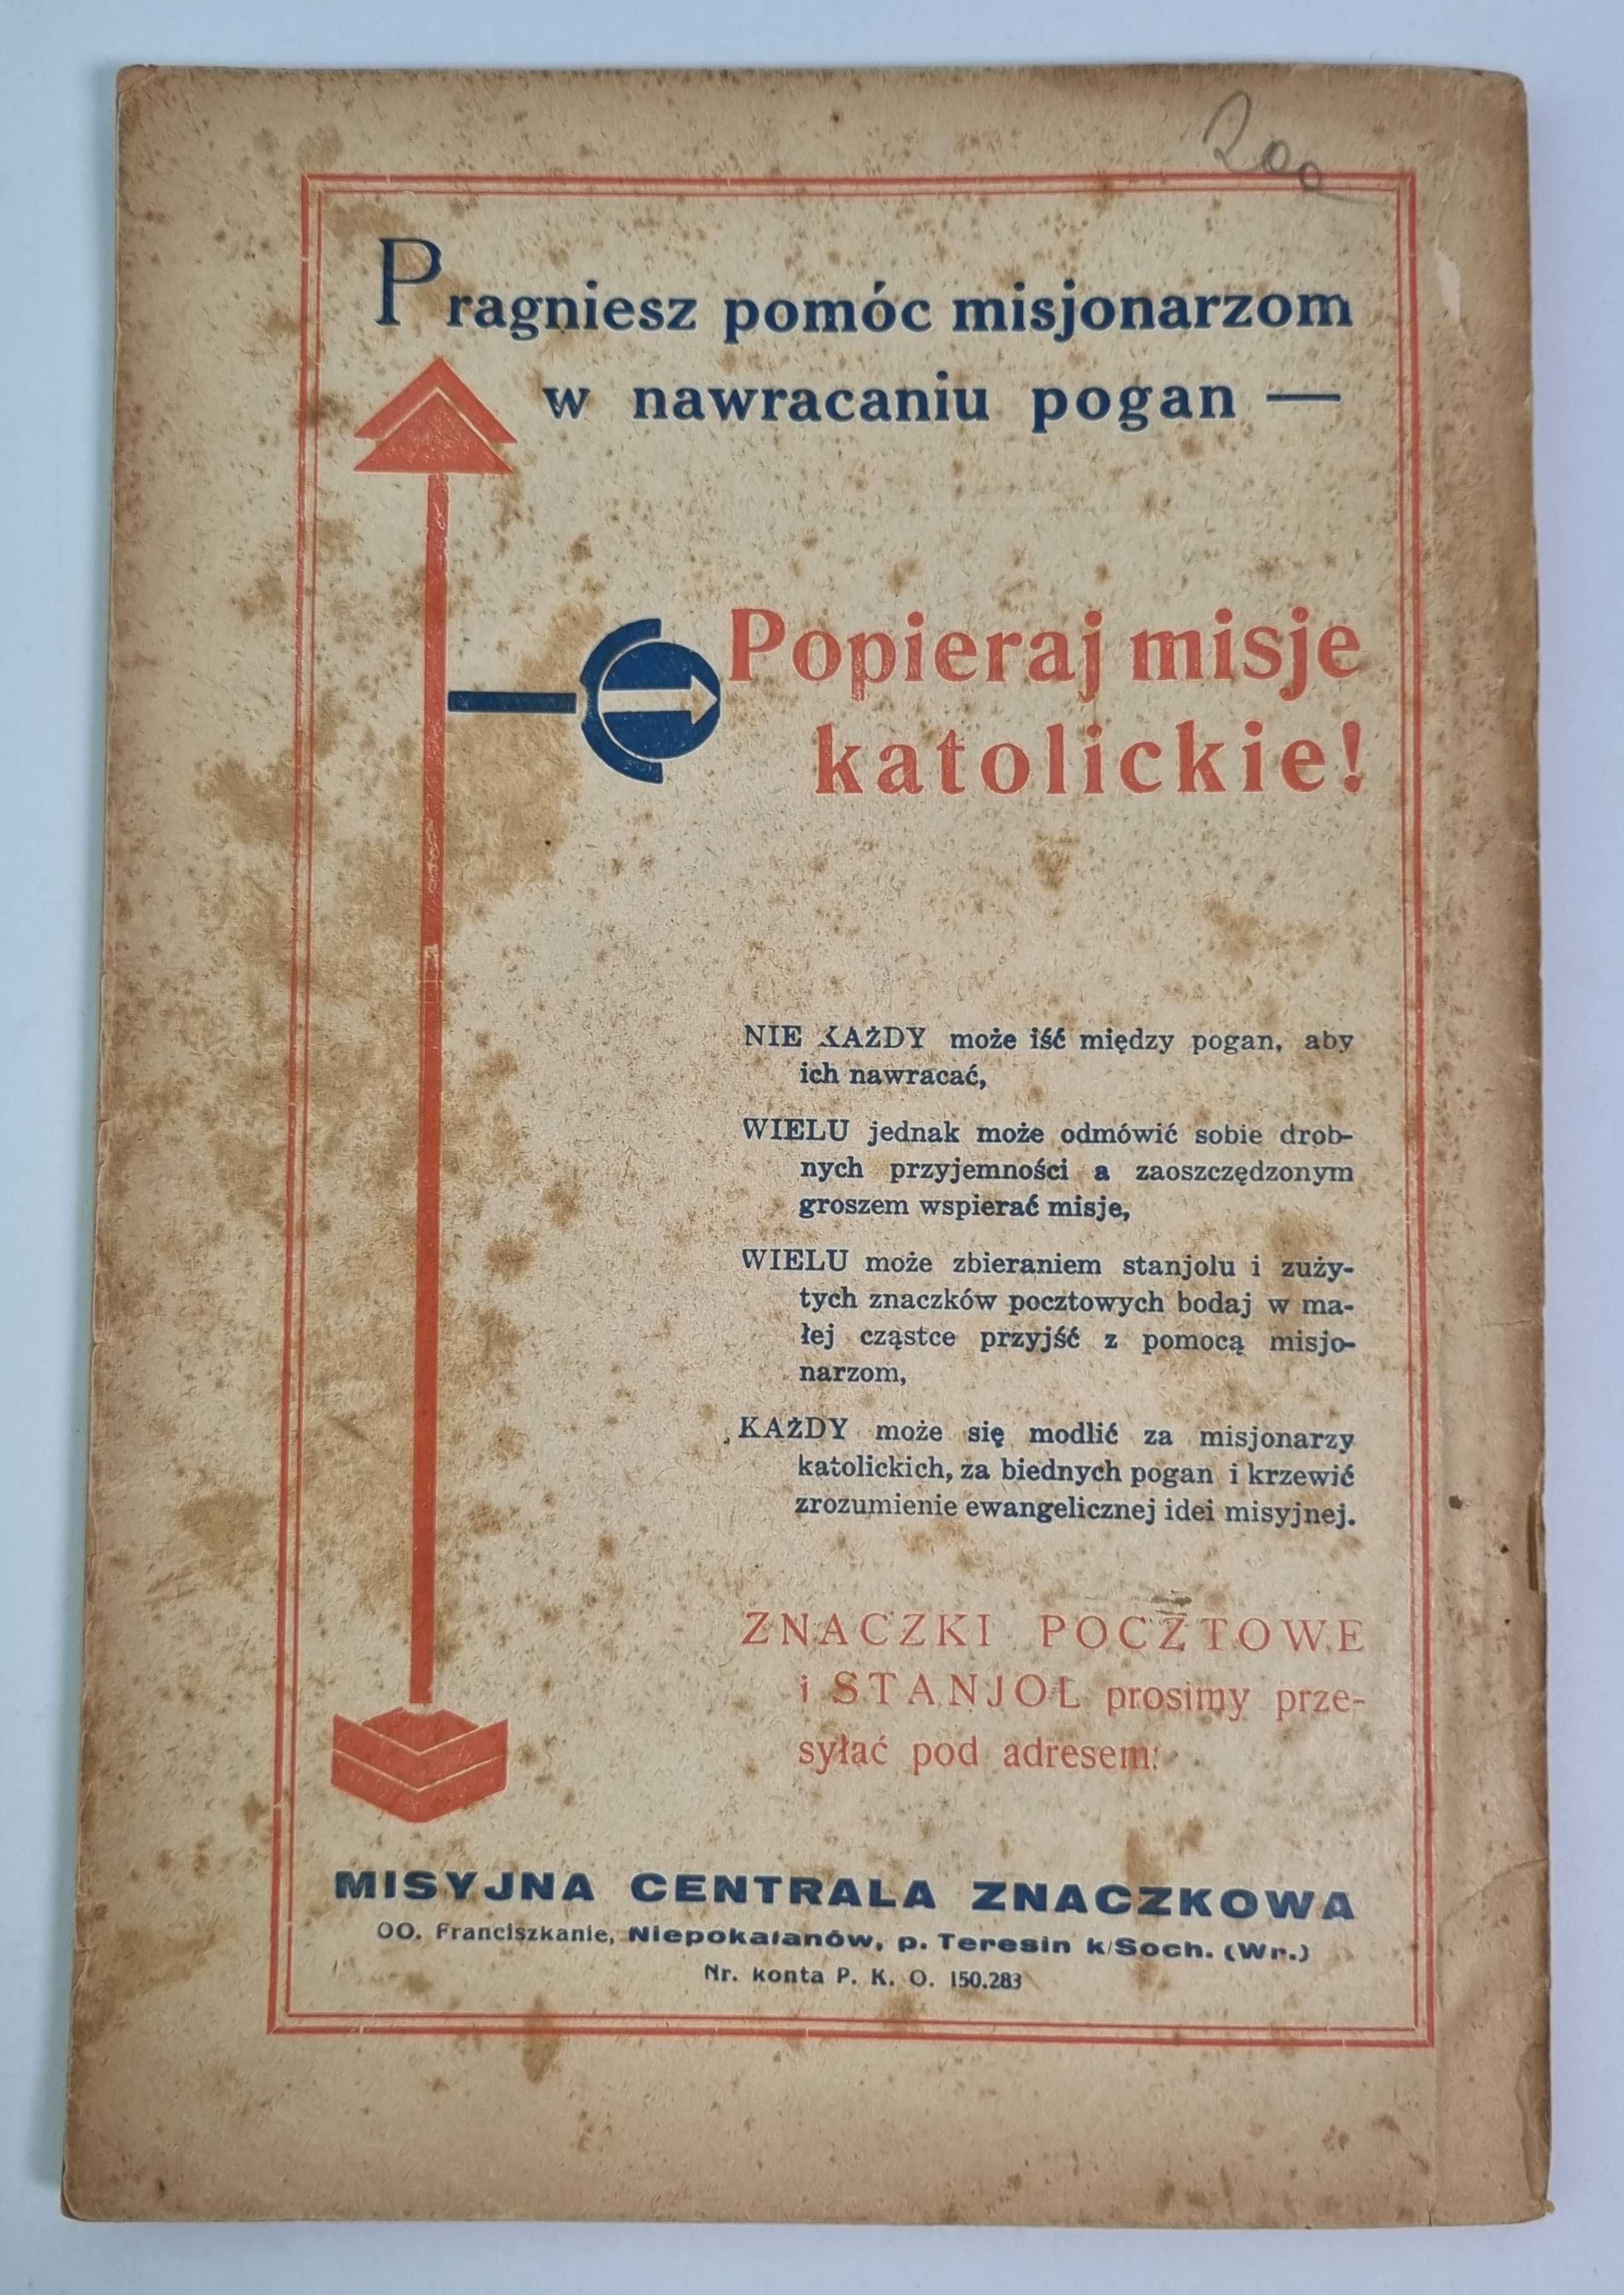 200
Pragniesz pomóc misjonarzom
w nawracaniu pogan —
Popieraj misje
katolickie!
NIE KAŻDY może iść między pogan, aby
ich nawracać,
WIELU jednak może odmówić sobie drob-
nych przyjemności a zaoszczędzonym
groszem wspierać misje,
WIELU może zbieraniem stanjolu i zuży-
tych znaczków pocztowych bodaj w ma-
łej cząstce przyjść z pomocą misjo-
narzom,
KAŻDY może się modlić za misjonarzy
katolickich, za biednych pogan i krzewić
zrozumienie ewangelicznej idei misyjnej.
ZNACZKI POCZTOWE
i STANJOL prosimy prze-
syłać pod adresem:
MISYJNA CENTRALA ZNACZKOWA
OO. Franciszkanie, Niepokalanów, p. Teresin k/Soch. (Wr.)
Nr. konta P. K. O. 150.283